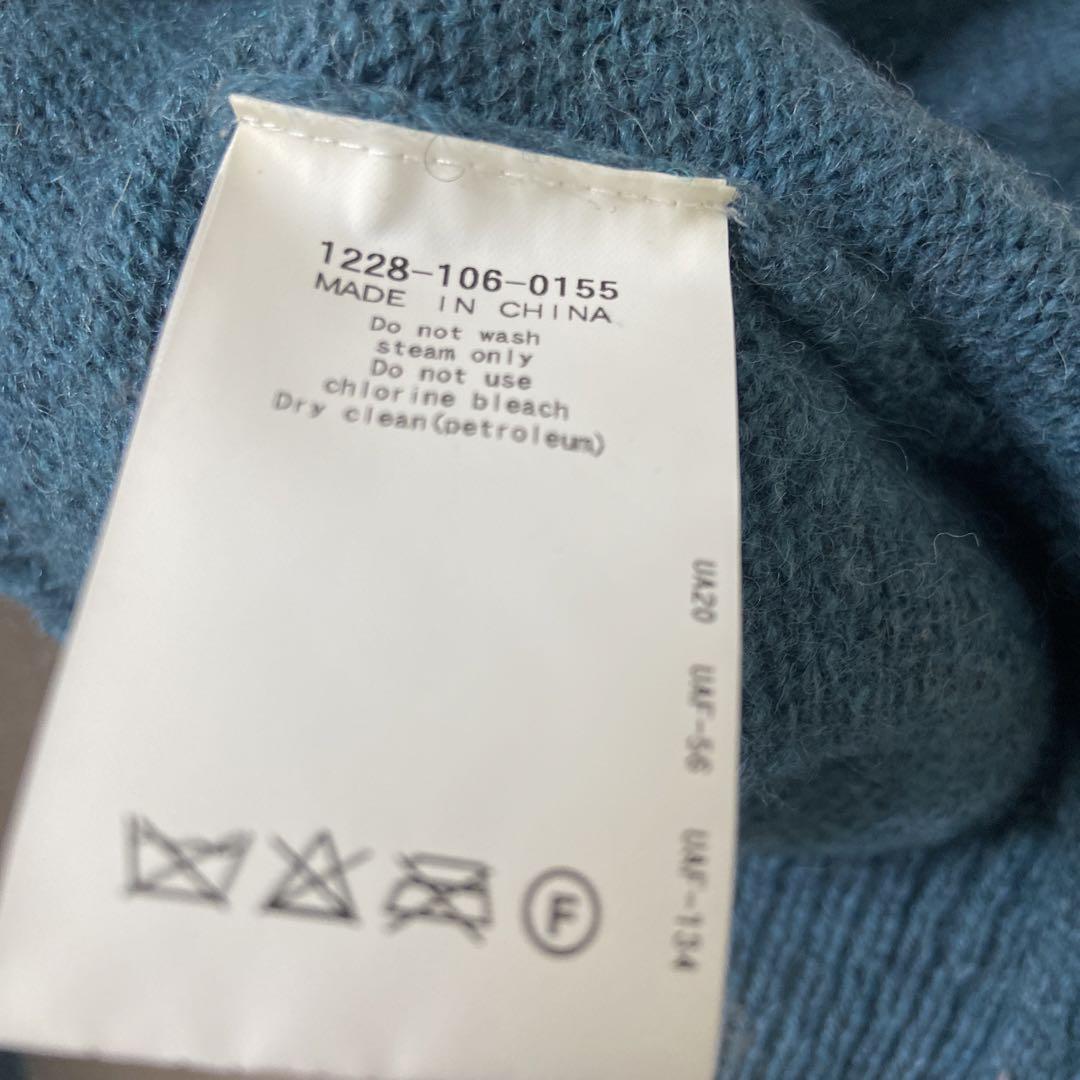 1228-106-0155
MADE IN CHINA
Do not wash
steam only
Do not use
chlorine bleach
Dry clean(petroleum)
UA20 UAF-56 UAF-134
F